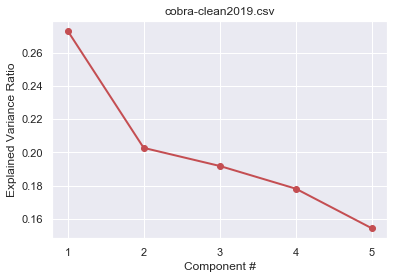 cobra-clean2019.csv
Explained Variance Ratio
0.26
0.24
0.22
0.20
0.18
0.16
1 2 3 4 5
Component #